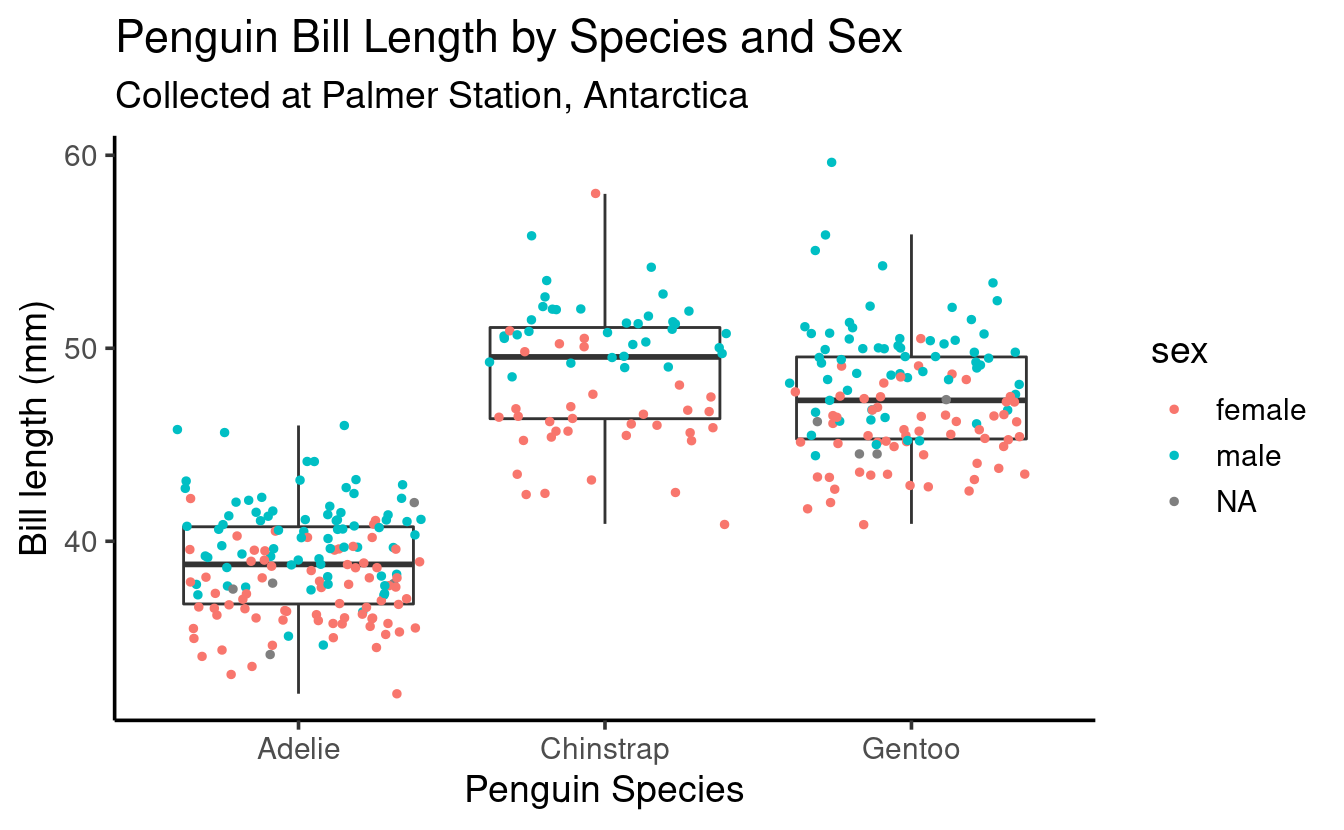 Penguin Bill Length by Species and Sex
Collected at Palmer Station, Antarctica
Bill length (mm)
60
50
40
Adelie Chinstrap Gentoo
Penguin Species
sex
female
male
NA